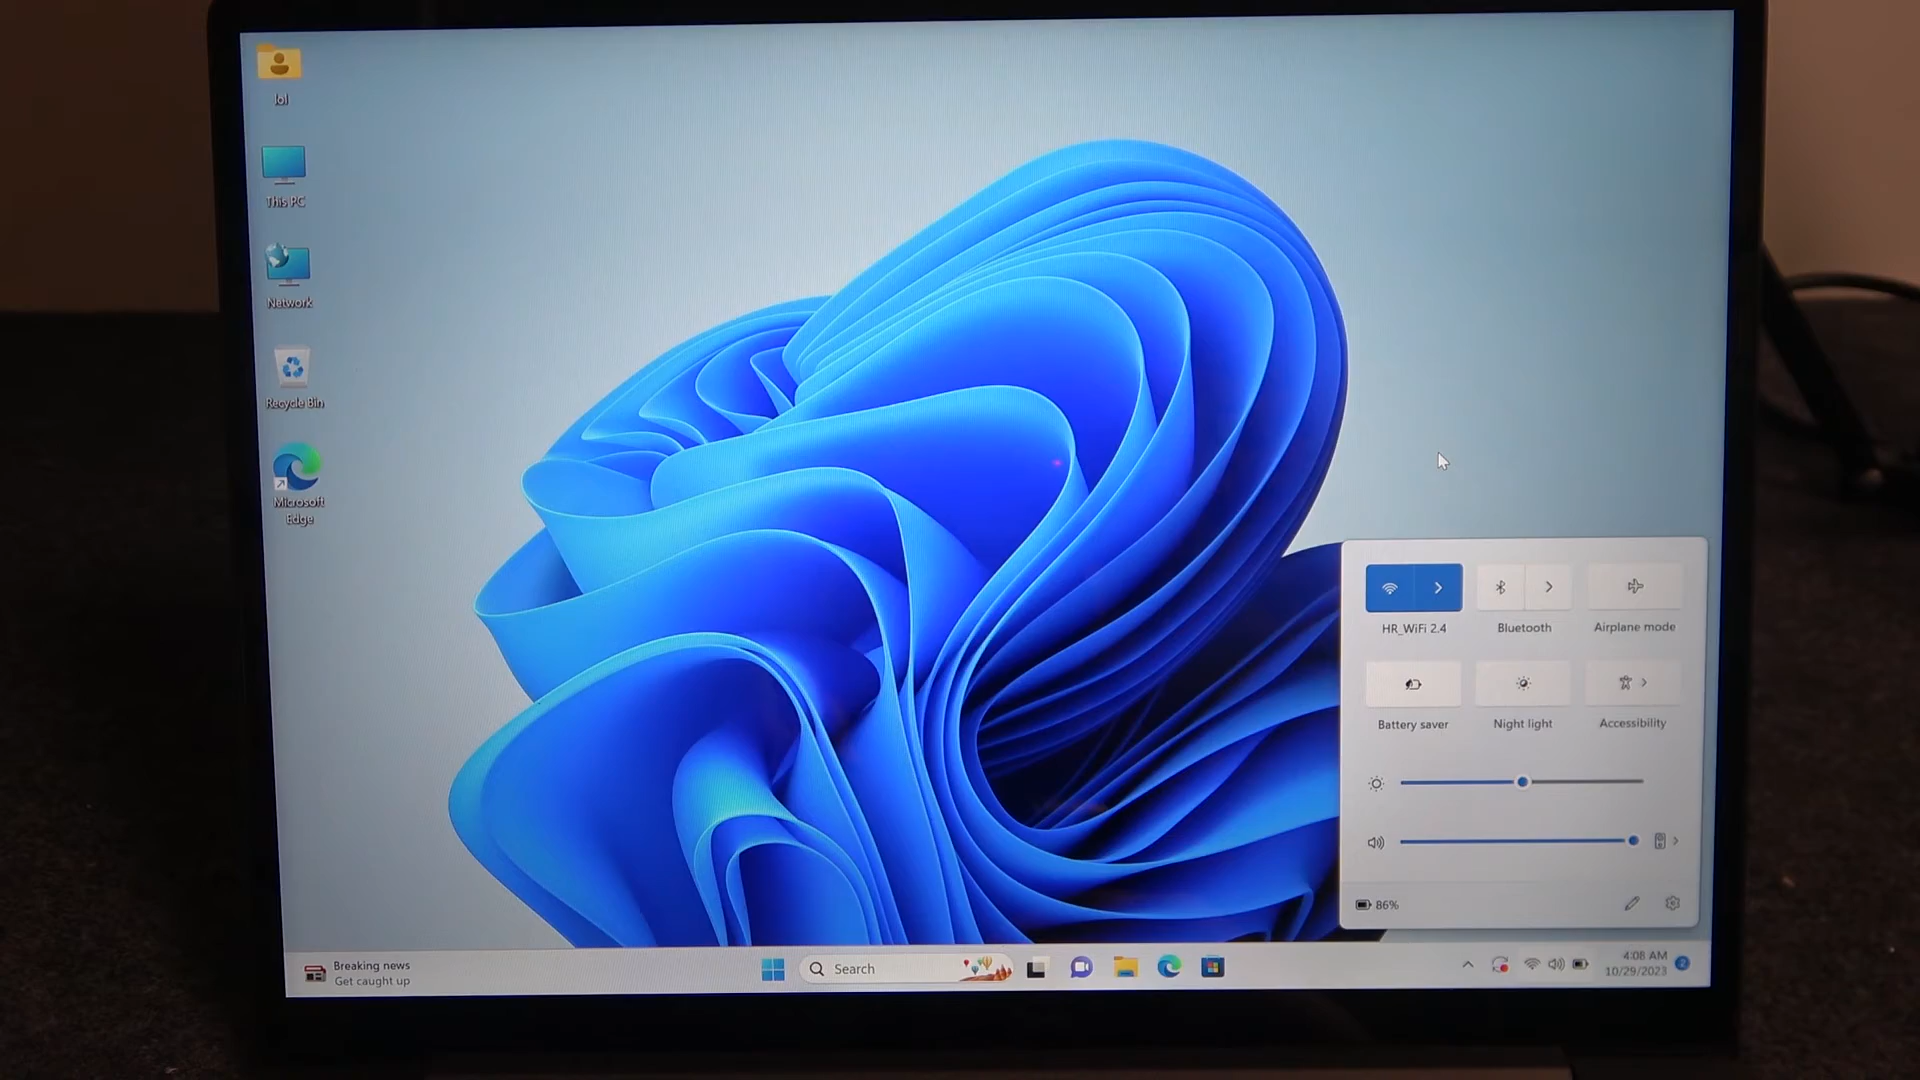 lol
This PC
Network
Recycle Bin
Microsoft
Edge
HR_WiFi 2.4
Bluetooth
Airplane mode
Battery saver
Night light
Accessibility
86%
Breaking news
Get caught up
Search
4:08 AM
10/29/2023
2